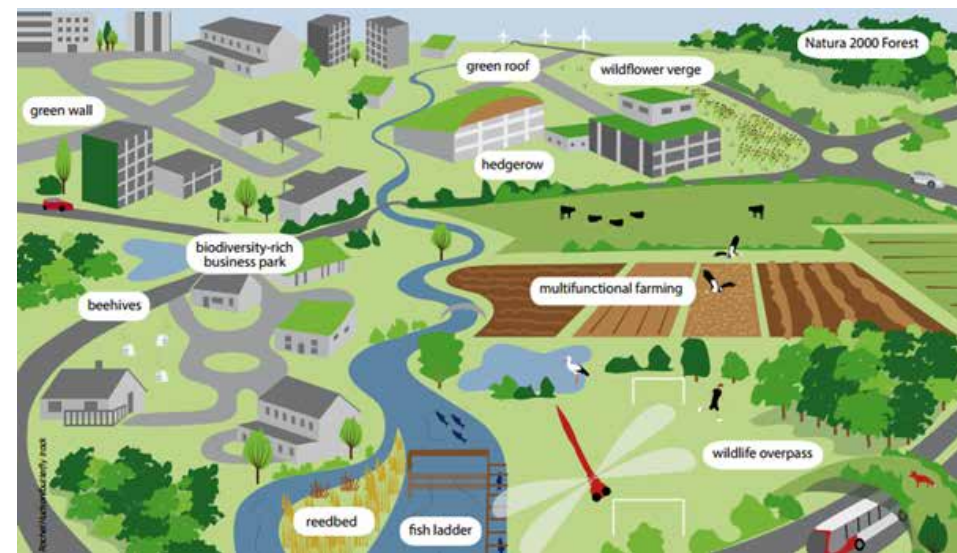 Natura 2000 Forest
green roof
wildflower verge
green wall
hedgerow
biodiversity-rich
business park
multifunctional farming
beehives
wildlife overpass
reedbed
fish ladder